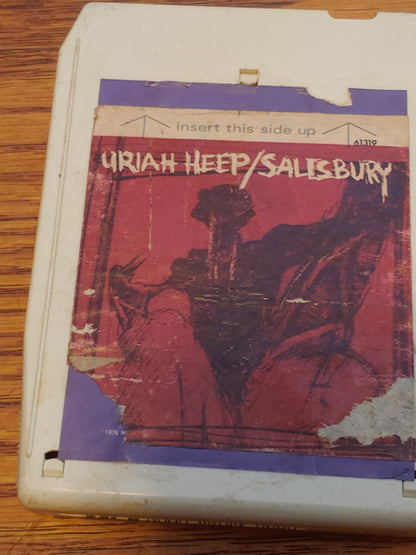 insert this side up
61319
URIAH HEEP/SALISBURY